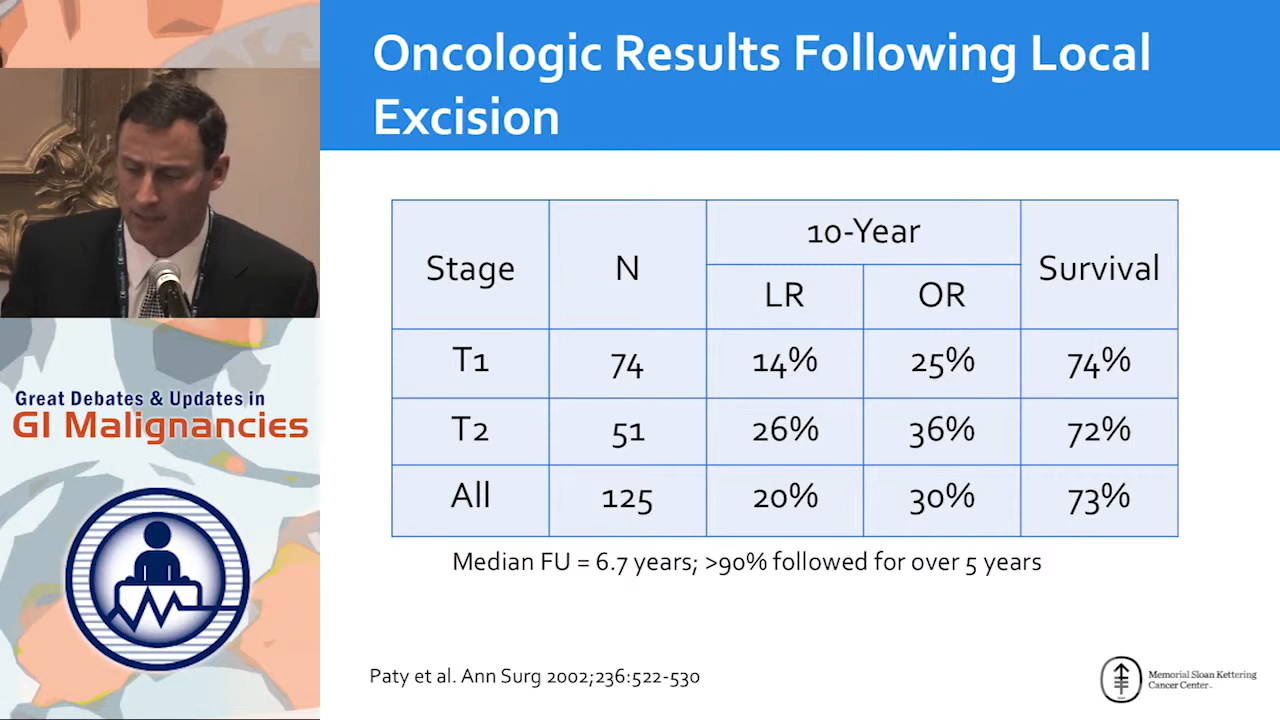 Oncologic Results Following Local
Excision
Stage
N
10-Year
LR
OR
Survival
T1
74
14%
25%
74%
T2
51
26%
36%
72%
All
125
20%
30%
73%
Median FU = 6.7 years; >90% followed for over 5 years
Paty et al. Ann Surg 2002;236:522-530
Memorial Sloan Kettering
Cancer Center
Great Debates & Updates in
GI Malignancies